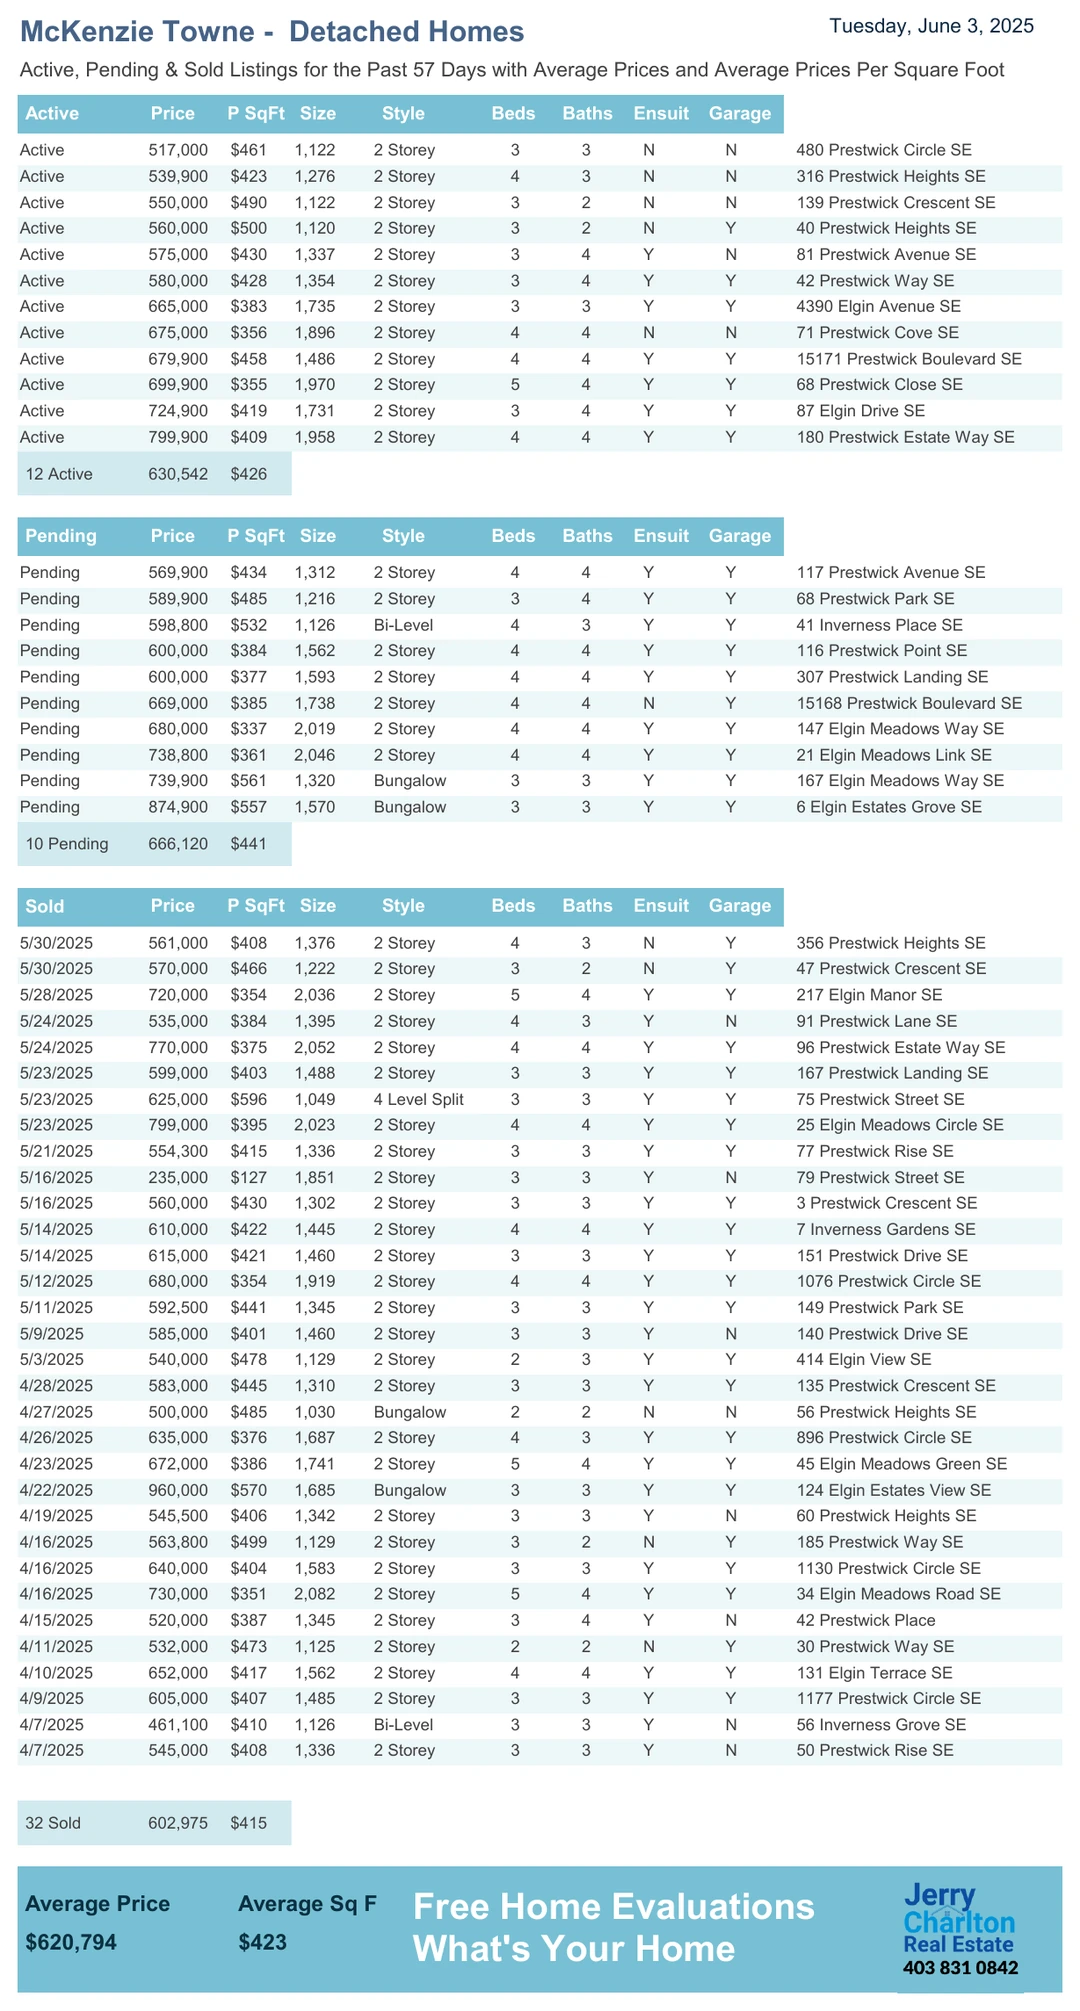 McKenzie Towne - Detached Homes Tuesday, June 3, 2025
Active, Pending & Sold Listings for the Past 57 Days with Average Prices and Average Prices Per Square Foot
Active Price P SqFt Size Style Beds Baths Ensuit Garage
Active 517,000 $461 1,122 2 Storey 3 3 N N 480 Prestwick Circle SE
Active 539,900 $423 1,276 2 Storey 4 3 N N 316 Prestwick Heights SE
Active 550,000 $490 1,122 2 Storey 3 2 N N 139 Prestwick Crescent SE
Active 560,000 $500 1,120 2 Storey 3 2 N Y 40 Prestwick Heights SE
Active 575,000 $430 1,337 2 Storey 3 4 Y N 81 Prestwick Avenue SE
Active 580,000 $428 1,354 2 Storey 3 4 Y Y 42 Prestwick Way SE
Active 665,000 $383 1,735 2 Storey 3 3 Y Y 4390 Elgin Avenue SE
Active 675,000 $356 1,896 2 Storey 4 4 N N 71 Prestwick Cove SE
Active 679,900 $458 1,486 2 Storey 4 4 Y Y 15171 Prestwick Boulevard SE
Active 699,900 $355 1,970 2 Storey 5 4 Y Y 68 Prestwick Close SE
Active 724,900 $419 1,731 2 Storey 3 4 Y Y 87 Elgin Drive SE
Active 799,900 $409 1,958 2 Storey 4 4 Y Y 180 Prestwick Estate Way SE
12 Active 630,542 $426
Pending Price P SqFt Size Style Beds Baths Ensuit Garage
Pending 569,900 $434 1,312 2 Storey 4 4 Y Y 117 Prestwick Avenue SE
Pending 589,900 $485 1,216 2 Storey 3 4 Y Y 68 Prestwick Park SE
Pending 598,800 $532 1,126 Bi-Level 4 3 Y Y 41 Inverness Place SE
Pending 600,000 $384 1,562 2 Storey 4 4 Y Y 116 Prestwick Point SE
Pending 600,000 $377 1,593 2 Storey 4 4 Y Y 307 Prestwick Landing SE
Pending 669,000 $385 1,738 2 Storey 4 4 N Y 15168 Prestwick Boulevard SE
Pending 680,000 $337 2,019 2 Storey 4 4 Y Y 147 Elgin Meadows Way SE
Pending 738,800 $361 2,046 2 Storey 4 4 Y Y 21 Elgin Meadows Link SE
Pending 739,900 $561 1,320 Bungalow 3 3 Y Y 167 Elgin Meadows Way SE
Pending 874,900 $557 1,570 Bungalow 3 3 Y Y 6 Elgin Estates Grove SE
10 Pending 666,120 $441
Sold Price P SqFt Size Style Beds Baths Ensuit Garage
5/30/2025 561,000 $408 1,376 2 Storey 4 3 N Y 356 Prestwick Heights SE
5/30/2025 570,000 $466 1,222 2 Storey 3 2 N Y 47 Prestwick Crescent SE
5/28/2025 720,000 $354 2,036 2 Storey 5 4 Y Y 217 Elgin Manor SE
5/24/2025 535,000 $384 1,395 2 Storey 4 3 Y N 91 Prestwick Lane SE
5/24/2025 770,000 $375 2,052 2 Storey 4 4 Y Y 96 Prestwick Estate Way SE
5/23/2025 599,000 $403 1,488 2 Storey 3 3 Y Y 167 Prestwick Landing SE
5/23/2025 625,000 $596 1,049 4 Level Split 3 3 Y Y 75 Prestwick Street SE
5/23/2025 799,000 $395 2,023 2 Storey 4 4 Y Y 25 Elgin Meadows Circle SE
5/21/2025 554,300 $415 1,336 2 Storey 3 3 Y Y 77 Prestwick Rise SE
5/16/2025 235,000 $127 1,851 2 Storey 3 3 Y N 79 Prestwick Street SE
5/16/2025 560,000 $430 1,302 2 Storey 3 3 Y Y 3 Prestwick Crescent SE
5/14/2025 610,000 $422 1,445 2 Storey 4 4 Y Y 7 Inverness Gardens SE
5/14/2025 615,000 $421 1,460 2 Storey 3 3 Y Y 151 Prestwick Drive SE
5/12/2025 680,000 $354 1,919 2 Storey 4 4 Y Y 1076 Prestwick Circle SE
5/11/2025 592,500 $441 1,345 2 Storey 3 3 Y Y 149 Prestwick Park SE
5/9/2025 585,000 $401 1,460 2 Storey 3 3 Y N 140 Prestwick Drive SE
5/3/2025 540,000 $478 1,129 2 Storey 2 3 Y Y 414 Elgin View SE
4/28/2025 583,000 $445 1,310 2 Storey 3 3 Y Y 135 Prestwick Crescent SE
4/27/2025 500,000 $485 1,030 Bungalow 2 2 N N 56 Prestwick Heights SE
4/26/2025 635,000 $376 1,687 2 Storey 4 3 Y Y 896 Prestwick Circle SE
4/23/2025 672,000 $386 1,741 2 Storey 5 4 Y Y 45 Elgin Meadows Green SE
4/22/2025 960,000 $570 1,685 Bungalow 3 3 Y Y 124 Elgin Estates View SE
4/19/2025 545,500 $406 1,342 2 Storey 3 3 Y N 60 Prestwick Heights SE
4/16/2025 563,800 $499 1,129 2 Storey 3 2 N Y 185 Prestwick Way SE
4/16/2025 640,000 $404 1,583 2 Storey 3 3 Y Y 1130 Prestwick Circle SE
4/16/2025 730,000 $351 2,082 2 Storey 5 4 Y Y 34 Elgin Meadows Road SE
4/15/2025 520,000 $387 1,345 2 Storey 3 4 Y N 42 Prestwick Place
4/11/2025 532,000 $473 1,125 2 Storey 2 2 N Y 30 Prestwick Way SE
4/10/2025 652,000 $417 1,562 2 Storey 4 4 Y Y 131 Elgin Terrace SE
4/9/2025 605,000 $407 1,485 2 Storey 3 3 Y Y 1177 Prestwick Circle SE
4/7/2025 461,100 $410 1,126 Bi-Level 3 3 Y N 56 Inverness Grove SE
4/7/2025 545,000 $408 1,336 2 Storey 3 3 Y N 50 Prestwick Rise SE
32 Sold 602,975 $415
Average Price Average Sq F
$620,794 $423
Free Home Evaluations
What's Your Home
Jerry
Charlton
Real Estate
403 831 0842